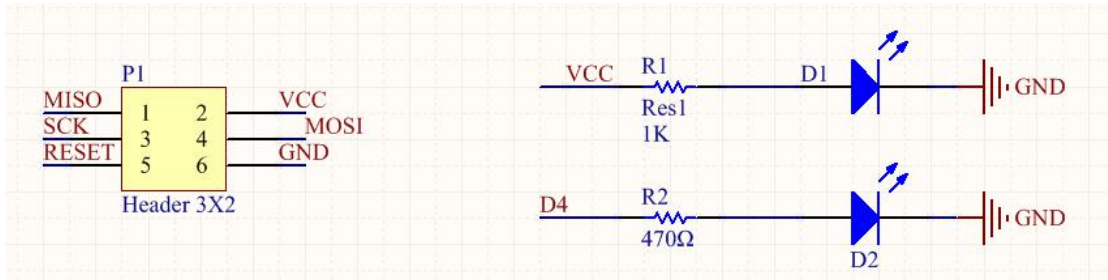 P1
MISO 1 2 VCC
SCK 3 4 MOSI
RESET 5 6 GND
Header 3X2
VCC R1 D1 GND
Res1
1K
D4 R2 GND
470Ω D2